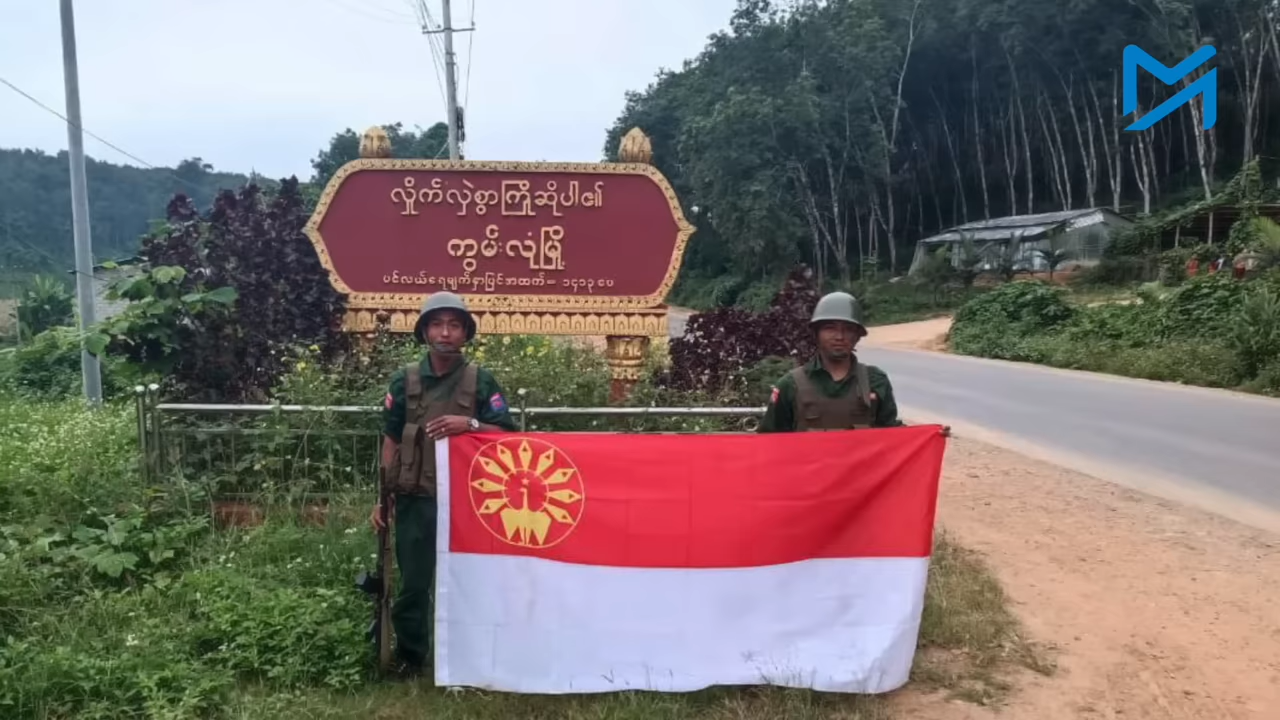 လှိုက်လှဲစွာကြိုဆိုပါ၏
ကွမ်းလုံမြို့
ပင်လယ်ရေမျက်နှာပြင်အထက်= ၁၄၁၃ ပေ